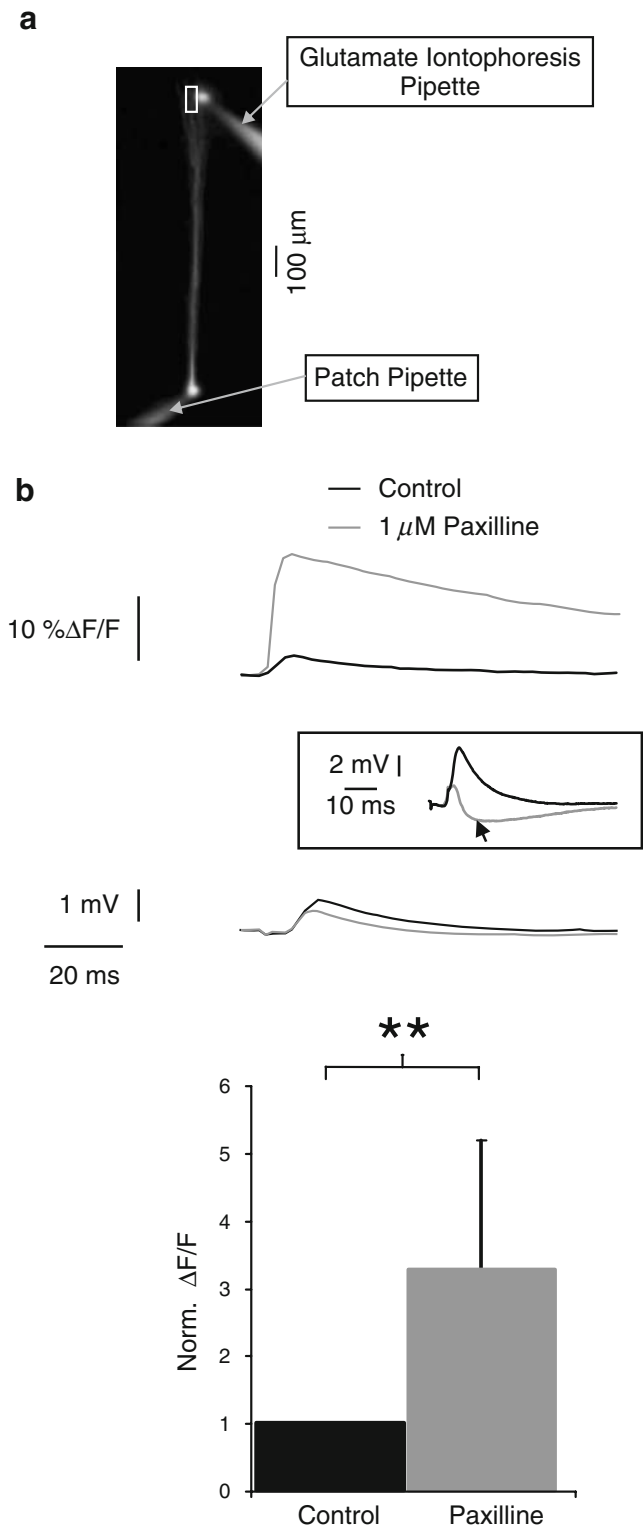 a
Glutamate Iontophoresis
Pipette
100 μm
Patch Pipette
b
Control
1 μM Paxilline
10 %ΔF/F
2 mV
10 ms
1 mV
20 ms
**
6
5
4
3
2
1
0
Norm. ΔF/F
Control
Paxilline